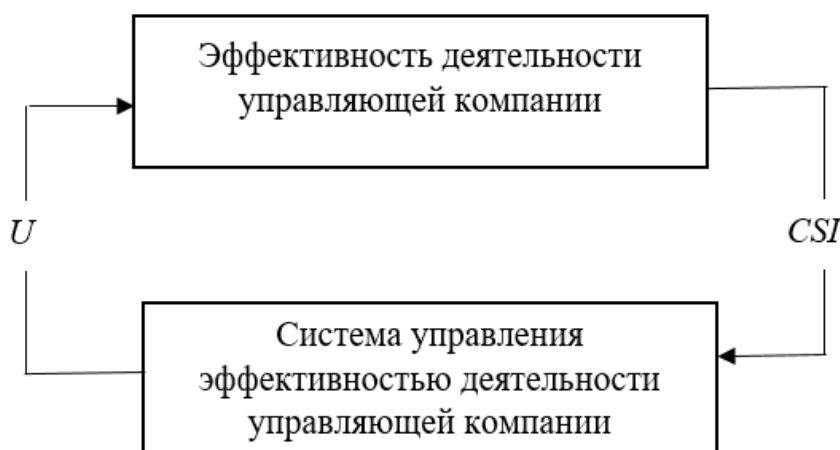 Эффективность деятельности
управляющей компании
U
CSI
Система управления
эффективностью деятельности
управляющей компании